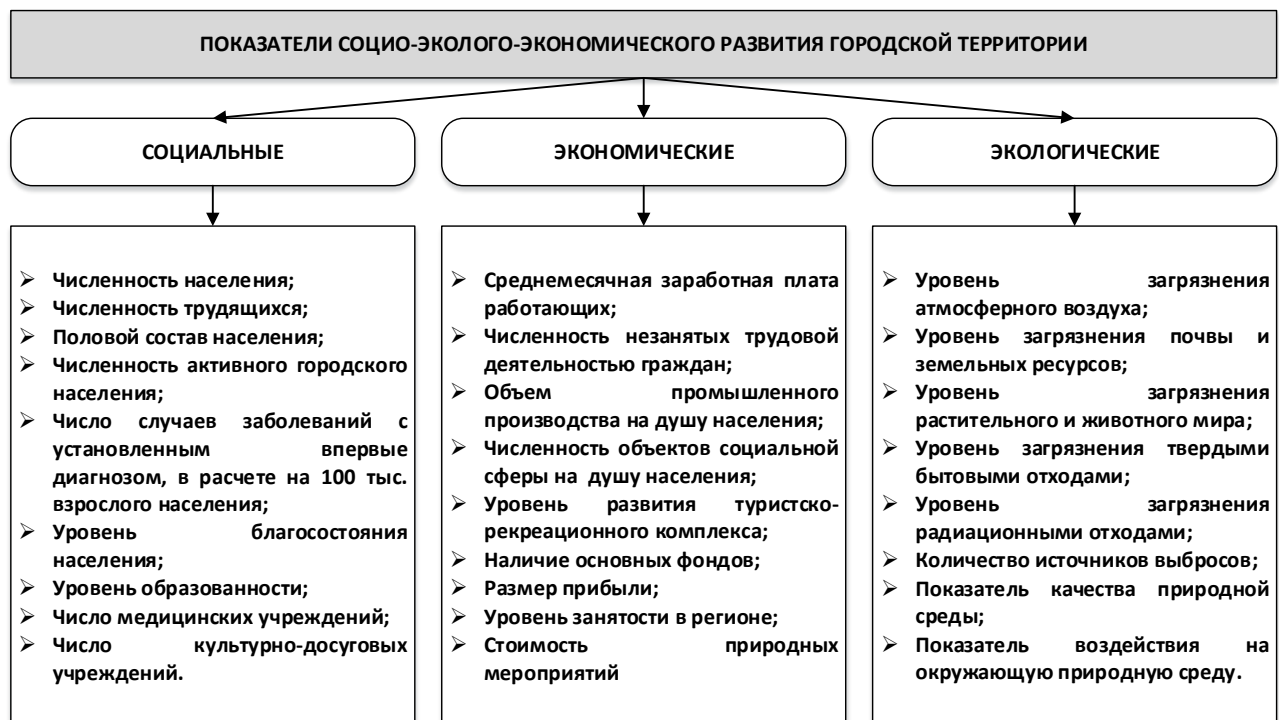 ПОКАЗАТЕЛИ СОЦИО-ЭКОЛОГО-ЭКОНОМИЧЕСКОГО РАЗВИТИЯ ГОРОДСКОЙ ТЕРРИТОРИИ
СОЦИАЛЬНЫЕ
ЭКОНОМИЧЕСКИЕ
ЭКОЛОГИЧЕСКИЕ
➢ Численность населения;
➢ Численность трудящихся;
➢ Половой состав населения;
➢ Численность активного городского
населения;
➢ Число случаев заболеваний с
установленным впервые
диагнозом, в расчете на 100 тыс.
взрослого населения;
➢ Уровень благосостояния
населения;
➢ Уровень образованности;
➢ Число медицинских учреждений;
➢ Число культурно-досуговых
учреждений.
➢ Среднемесячная заработная плата
работающих;
➢ Численность незанятых трудовой
деятельностью граждан;
➢ Объем промышленного
производства на душу населения;
➢ Численность объектов социальной
сферы на душу населения;
➢ Уровень развития туристско-
рекреационного комплекса;
➢ Наличие основных фондов;
➢ Размер прибыли;
➢ Уровень занятости в регионе;
➢ Стоимость природных
мероприятий
➢ Уровень загрязнения
атмосферного воздуха;
➢ Уровень загрязнения почвы и
земельных ресурсов;
➢ Уровень загрязнения
растительного и животного мира;
➢ Уровень загрязнения твердыми
бытовыми отходами;
➢ Уровень загрязнения
радиационными отходами;
➢ Количество источников выбросов;
➢ Показатель качества природной
среды;
➢ Показатель воздействия на
окружающую природную среду.